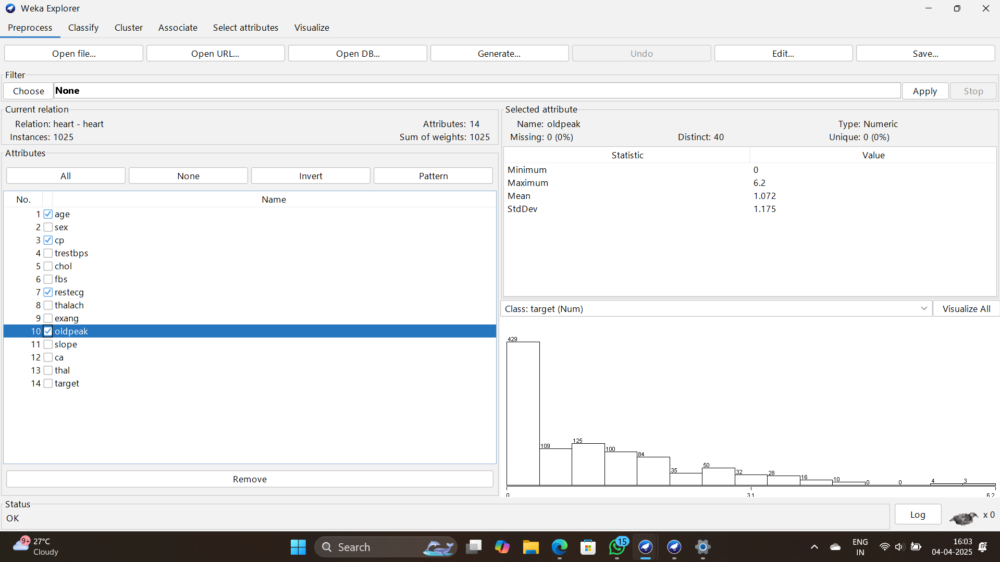 Weka Explorer
Preprocess Classify Cluster Associate Select attributes Visualize
Open file... Open URL... Open DB... Generate... Undo Edit... Save...
Filter
Choose None Apply Stop
Current relation
Relation: heart - heart Attributes: 14
Instances: 1025 Sum of weights: 1025
Selected attribute
Name: oldpeak Type: Numeric
Missing: 0 (0%) Distinct: 40 Unique: 0 (0%)
Attributes
All None Invert Pattern
No. Name
1 age
2 sex
3 cp
4 trestbps
5 chol
6 fbs
7 restecg
8 thalach
9 exang
10 oldpeak
11 slope
12 ca
13 thal
14 target
Remove
Statistic Value
Minimum 0
Maximum 6.2
Mean 1.072
StdDev 1.175
Class: target (Num) Visualize All
429
109
125
100
84
35
50
32
28
16
10
0
0
4
3
0 3.1 6.2
Status
OK
Log x 0
9+ 27°C
Cloudy
Search
15
ENG
IN
16:03
04-04-2025